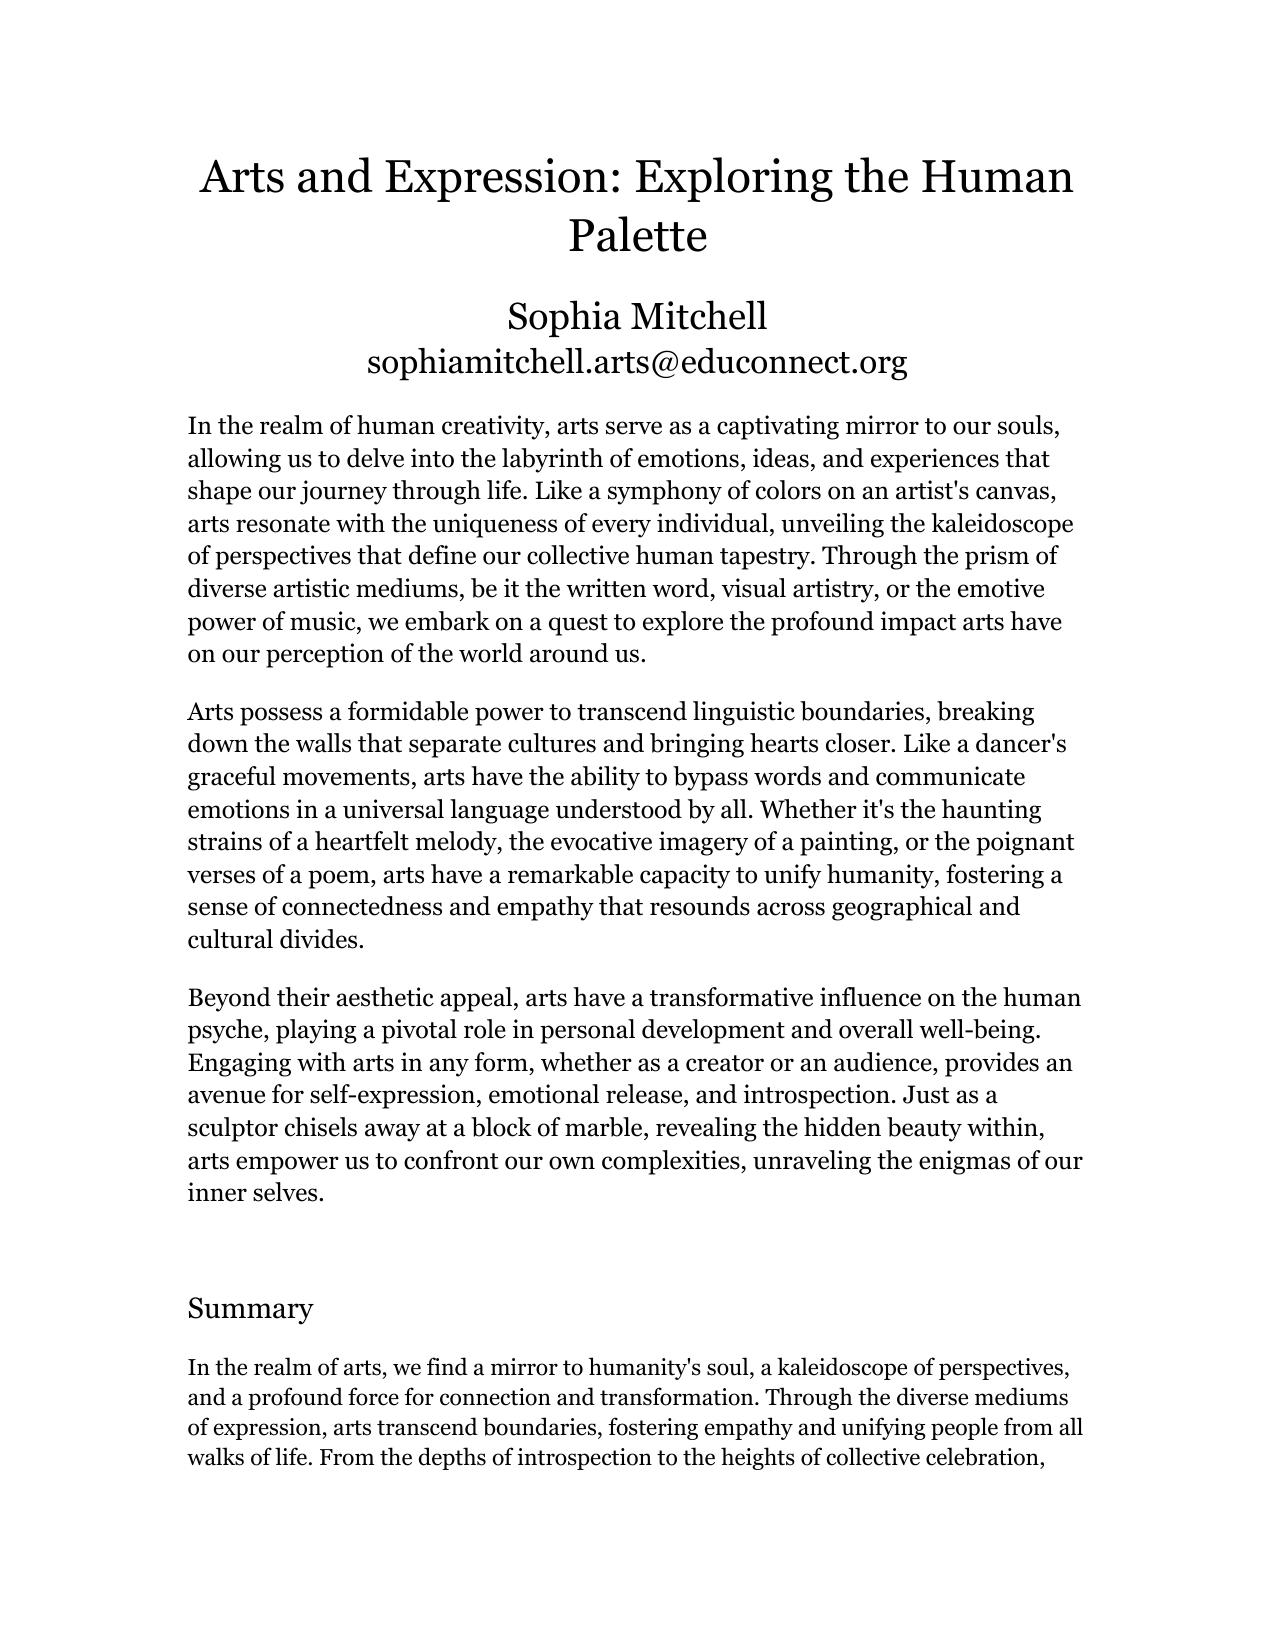 Arts and Expression: Exploring the Human
Palette
Sophia Mitchell
sophiamitchell.arts@educonnect.org
In the realm of human creativity, arts serve as a captivating mirror to our souls,
allowing us to delve into the labyrinth of emotions, ideas, and experiences that
shape our journey through life. Like a symphony of colors on an artist's canvas,
arts resonate with the uniqueness of every individual, unveiling the kaleidoscope
of perspectives that define our collective human tapestry. Through the prism of
diverse artistic mediums, be it the written word, visual artistry, or the emotive
power of music, we embark on a quest to explore the profound impact arts have
on our perception of the world around us.
Arts possess a formidable power to transcend linguistic boundaries, breaking
down the walls that separate cultures and bringing hearts closer. Like a dancer's
graceful movements, arts have the ability to bypass words and communicate
emotions in a universal language understood by all. Whether it's the haunting
strains of a heartfelt melody, the evocative imagery of a painting, or the poignant
verses of a poem, arts have a remarkable capacity to unify humanity, fostering a
sense of connectedness and empathy that resounds across geographical and
cultural divides.
Beyond their aesthetic appeal, arts have a transformative influence on the human
psyche, playing a pivotal role in personal development and overall well-being.
Engaging with arts in any form, whether as a creator or an audience, provides an
avenue for self-expression, emotional release, and introspection. Just as a
sculptor chisels away at a block of marble, revealing the hidden beauty within,
arts empower us to confront our own complexities, unraveling the enigmas of our
inner selves.
Summary
In the realm of arts, we find a mirror to humanity's soul, a kaleidoscope of perspectives,
and a profound force for connection and transformation. Through the diverse mediums
of expression, arts transcend boundaries, fostering empathy and unifying people from all
walks of life. From the depths of introspection to the heights of collective celebration,